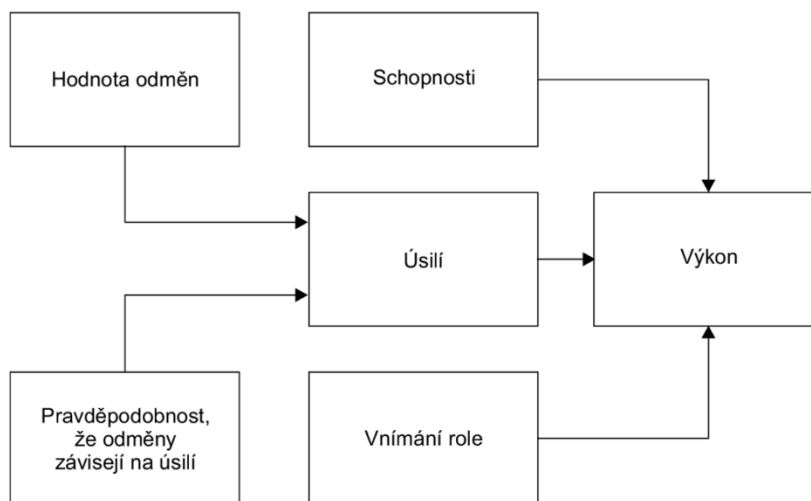 Hodnota odměn
Schopnosti
Úsilí
Výkon
Pravděpodobnost,
že odměny
závisejí na úsilí
Vnímání role